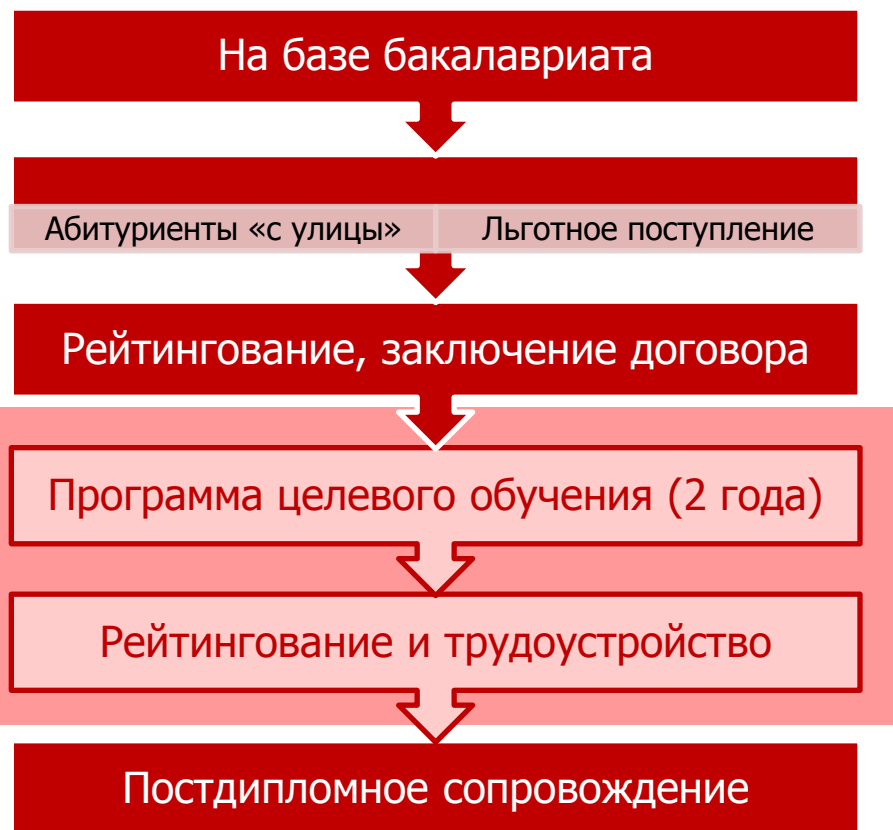 На базе бакалавриата
Абитуриенты «с улицы»
Льготное поступление
Рейтингование, заключение договора
Программа целевого обучения (2 года)
Рейтингование и трудоустройство
Постдипломное сопровождение